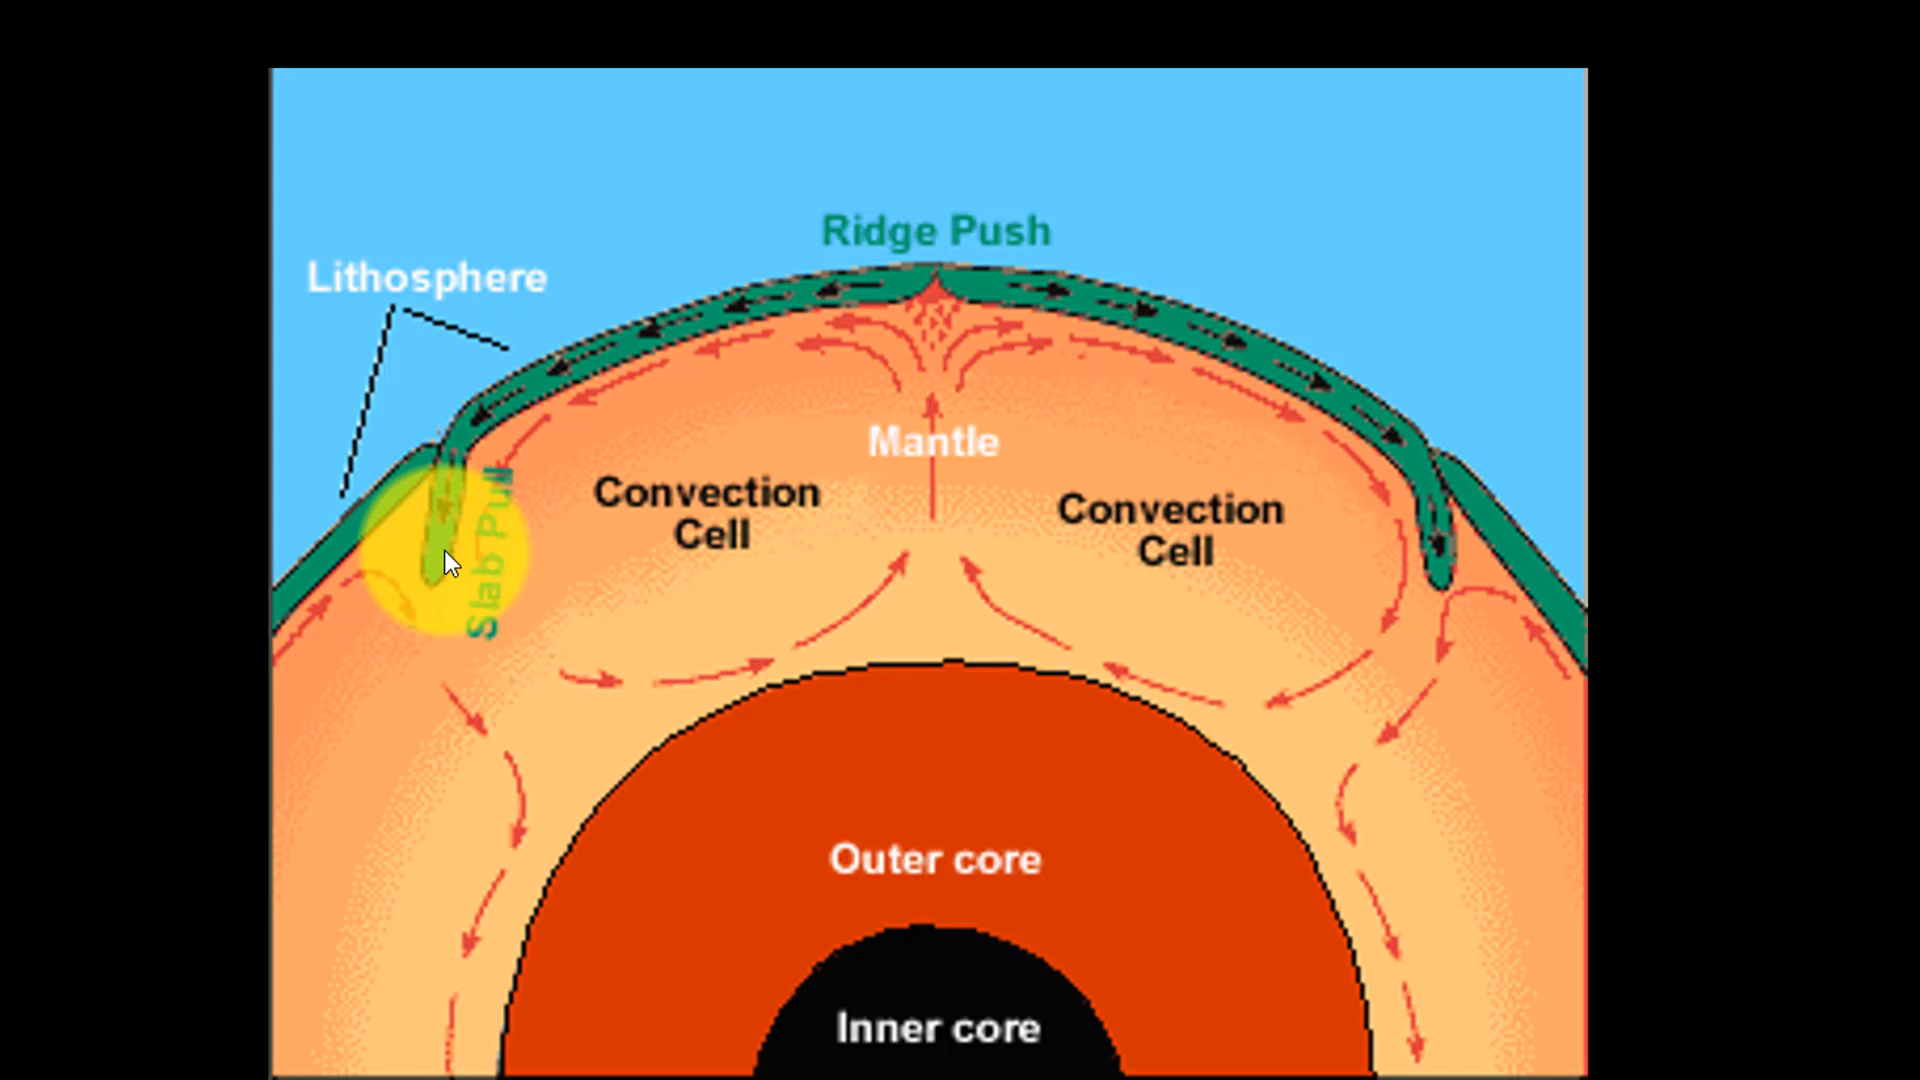 Ridge Push
Lithosphere
Mantle
Convection
Cell
Convection
Cell
Slab Pull
Outer core
Inner core